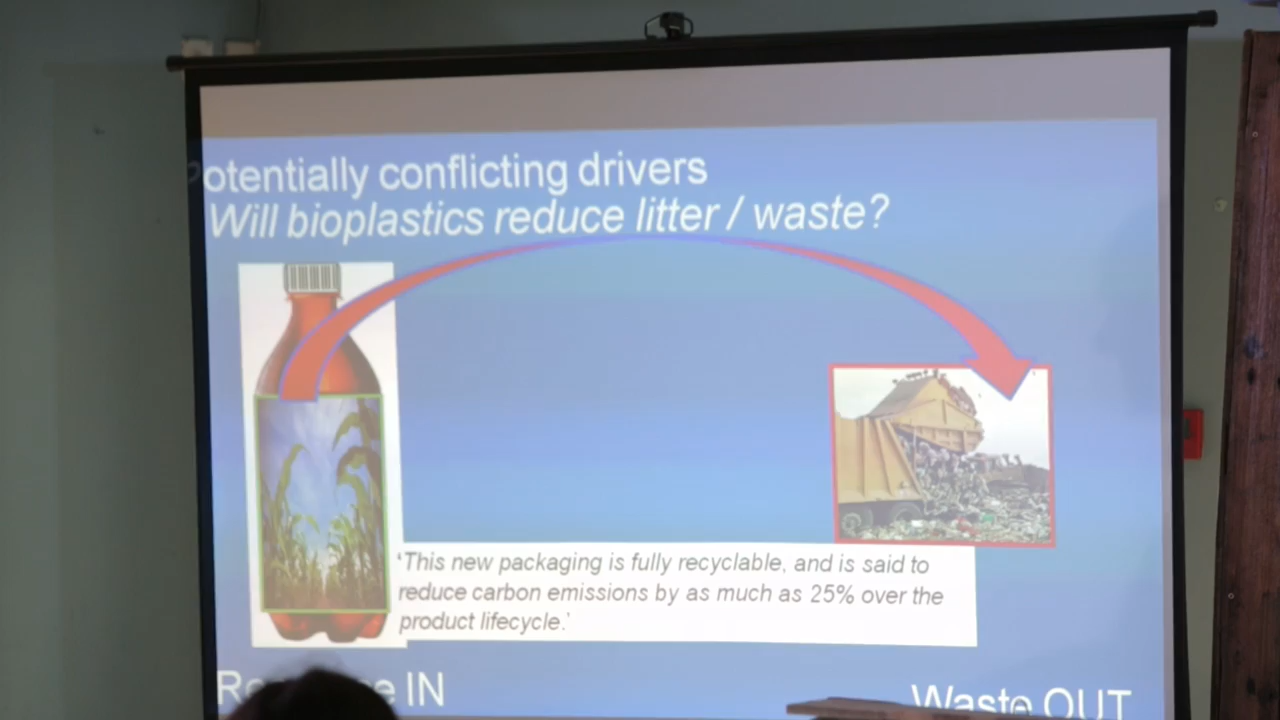 otentially conflicting drivers
Will bioplastics reduce litter / waste?
'This new packaging is fully recyclable, and is said to
reduce carbon emissions by as much as 25% over the
product lifecycle.'
IN
Waste OUT